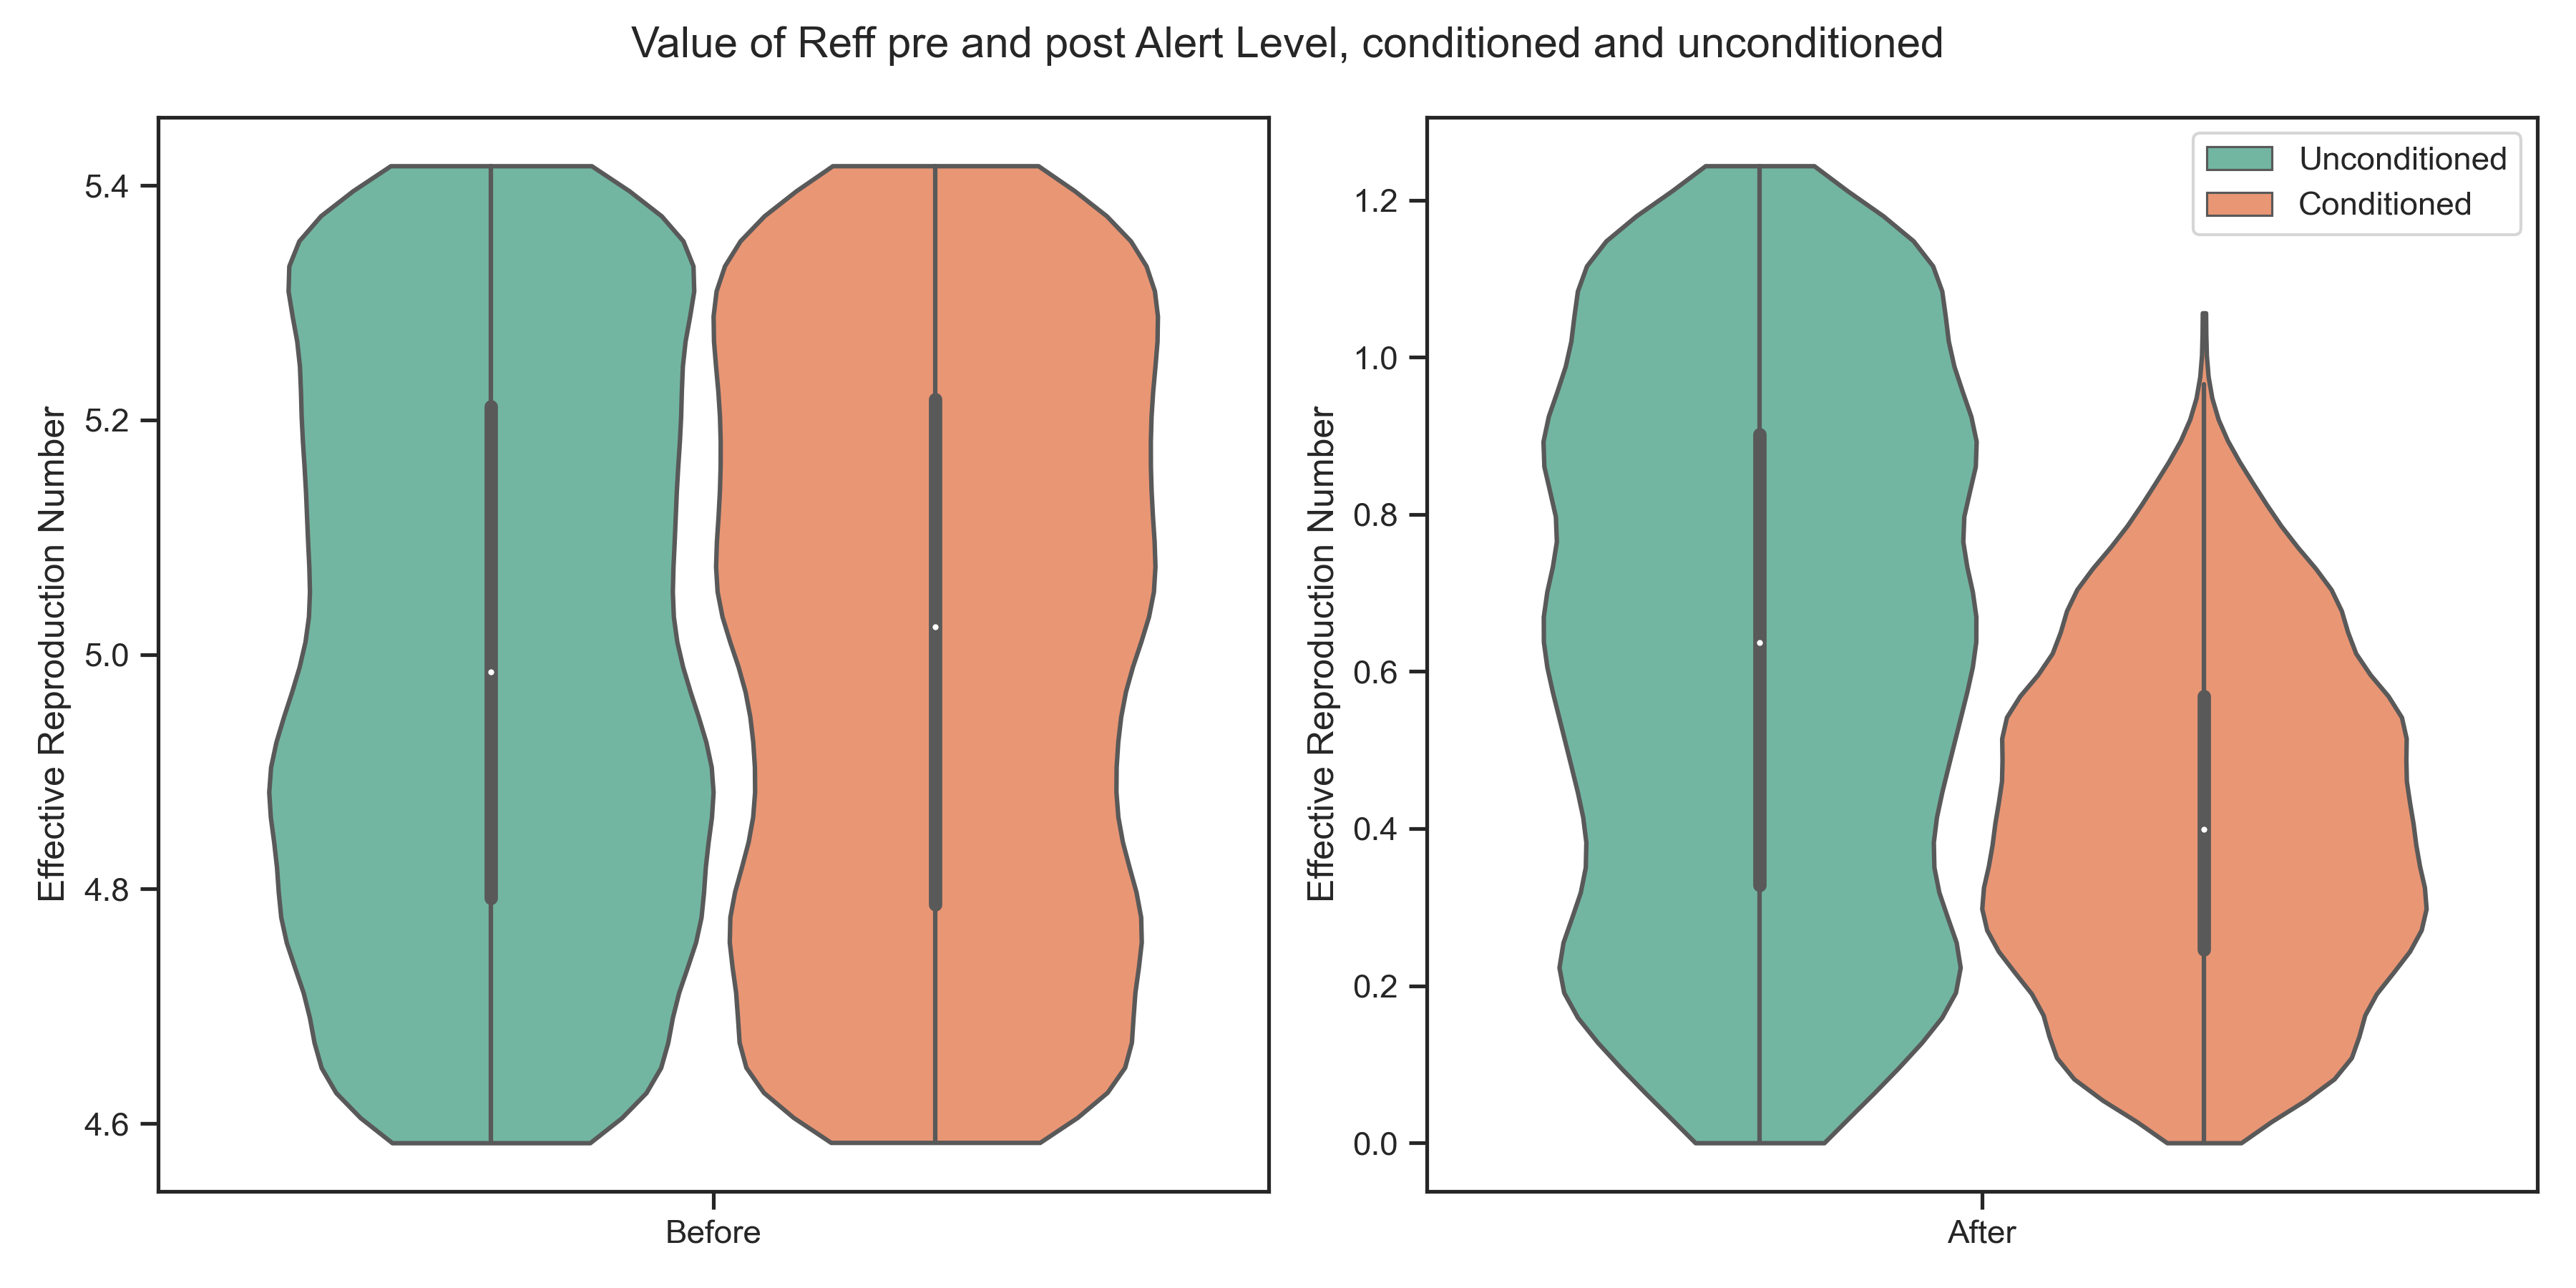 Value of Reff pre and post Alert Level, conditioned and unconditioned
Effective Reproduction Number
5.4
5.2
5.0
4.8
4.6
Before
Effective Reproduction Number
1.2
1.0
0.8
0.6
0.4
0.2
0.0
After
Unconditioned
Conditioned